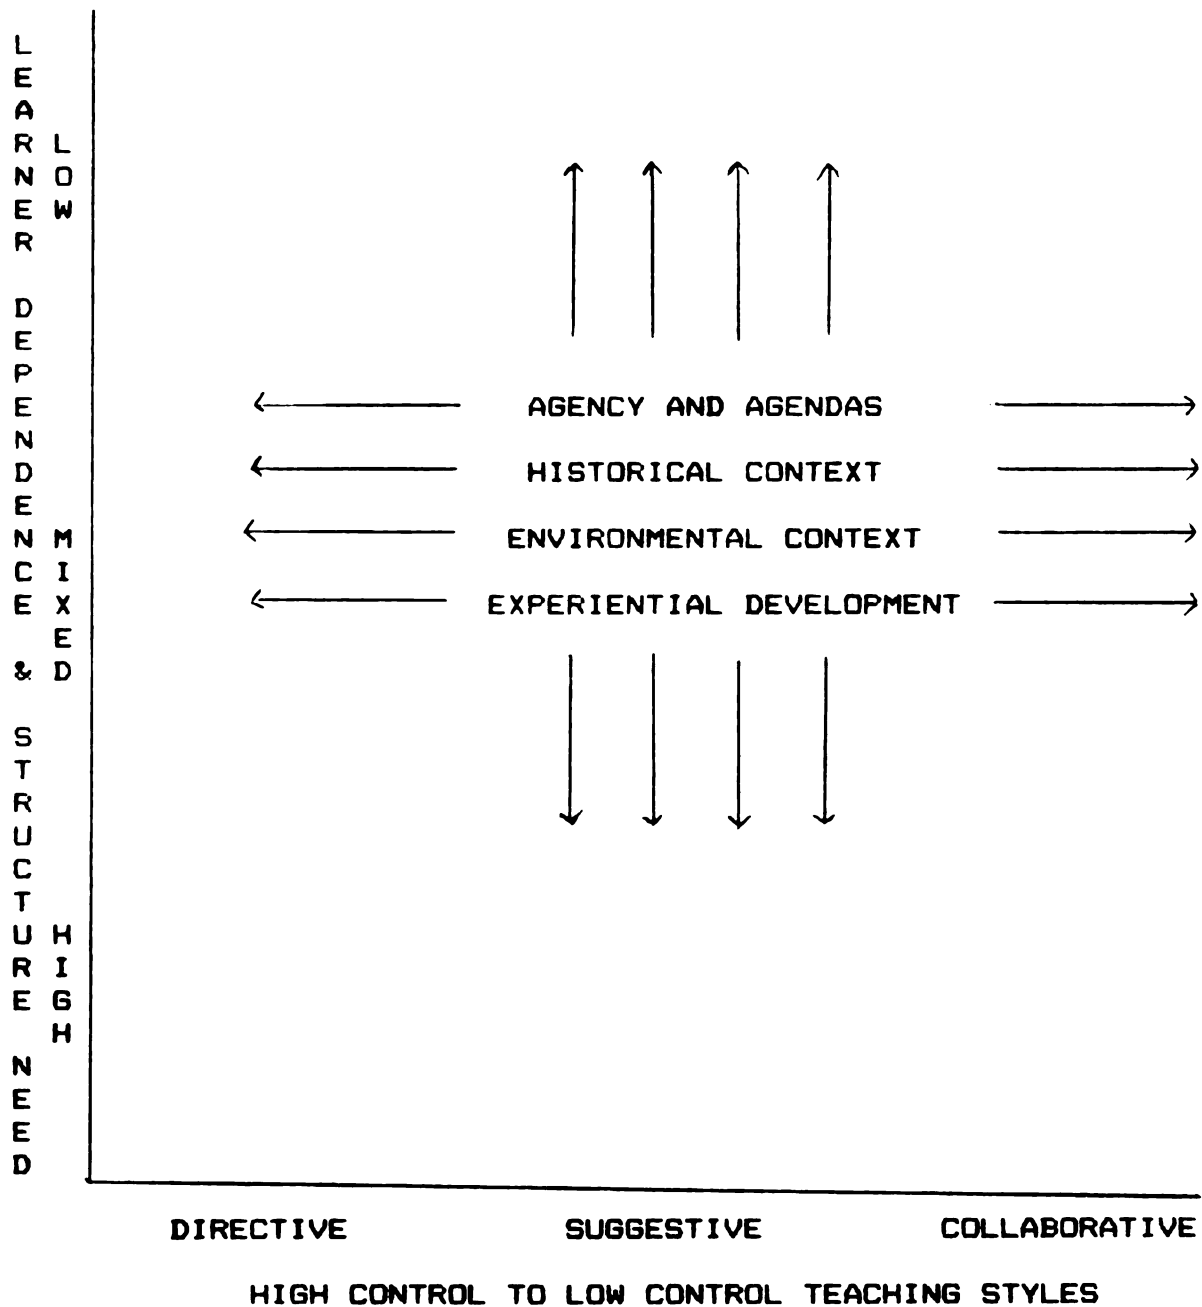 LEARNER DEPENDENCE & STRUCTURE NEED
LOW
MIXED
HIGH
AGENCY AND AGENDAS
HISTORICAL CONTEXT
ENVIRONMENTAL CONTEXT
EXPERIENTIAL DEVELOPMENT
DIRECTIVE SUGGESTIVE COLLABORATIVE
HIGH CONTROL TO LOW CONTROL TEACHING STYLES